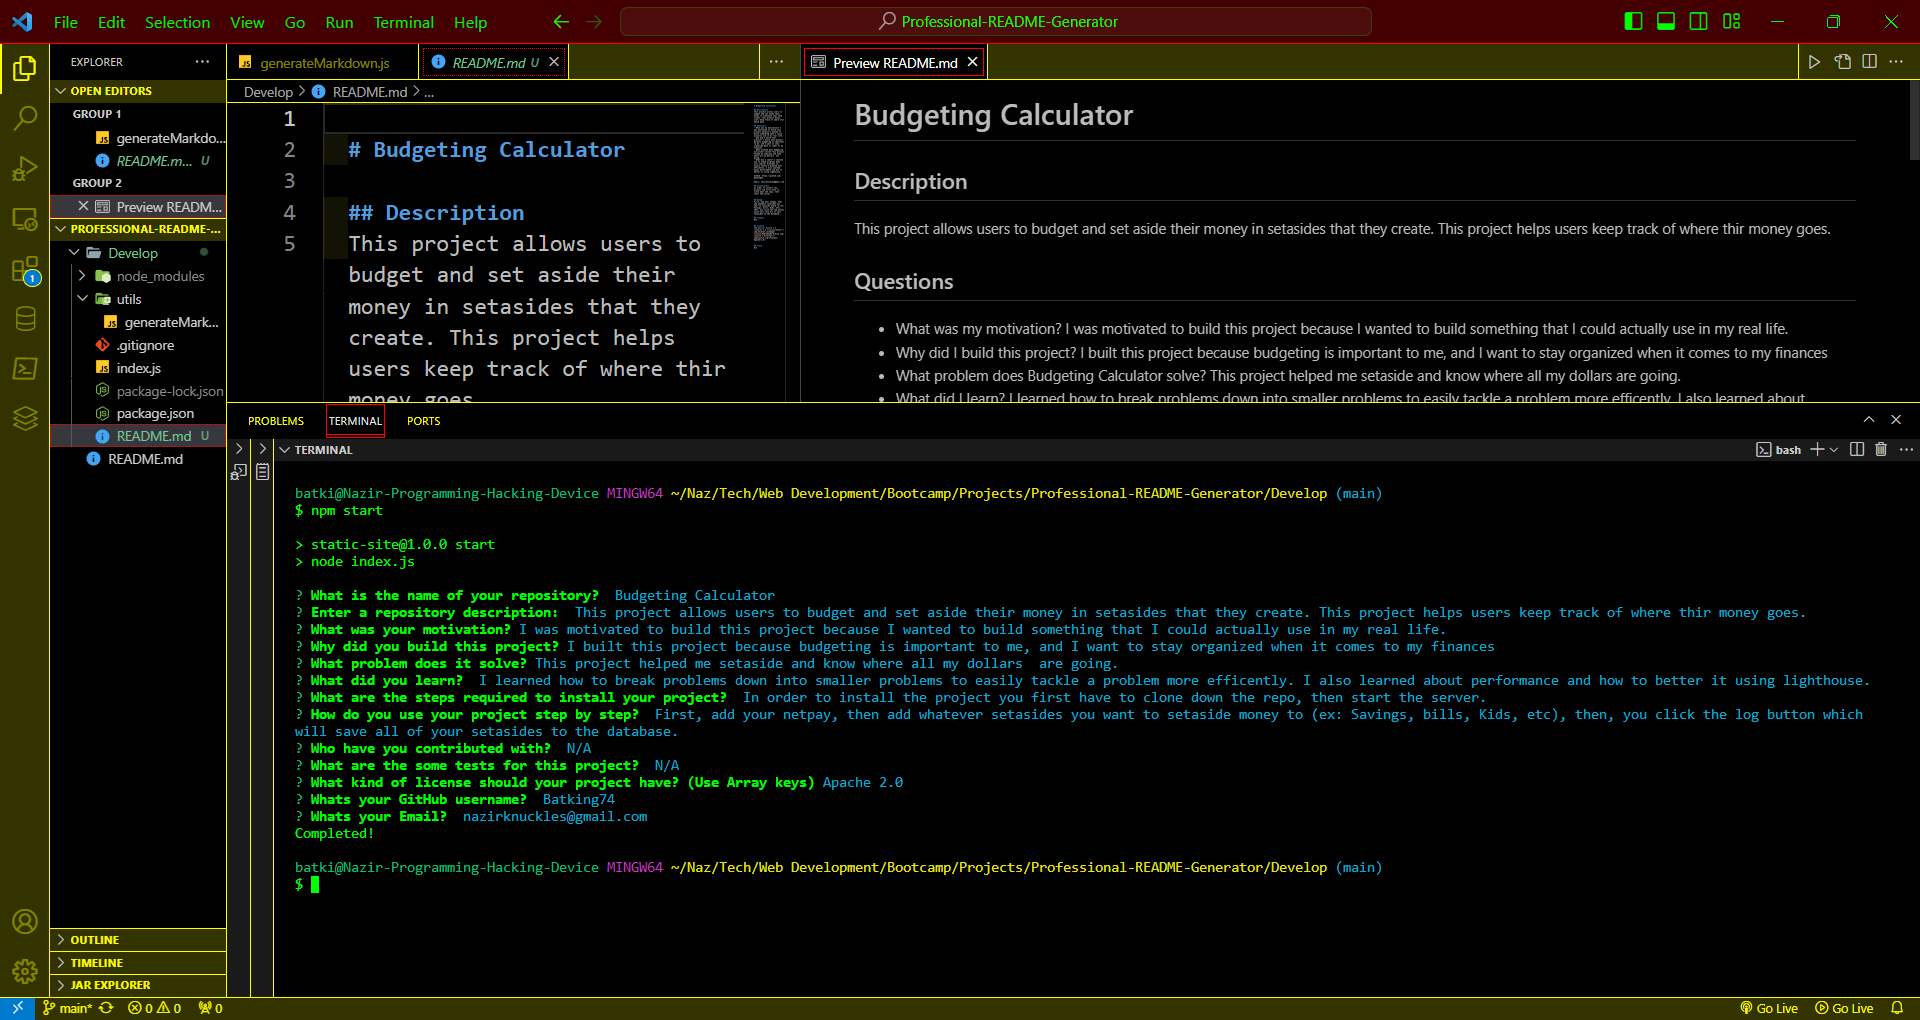 File Edit Selection View Go Run Terminal Help
Professional-README-Generator
EXPLORER
OPEN EDITORS
GROUP 1
generateMarkdo...
README.m... U
GROUP 2
Preview READM...
PROFESSIONAL-README-...
Develop
node_modules
utils
generateMark...
.gitignore
index.js
package-lock.json
package.json
README.md U
README.md
OUTLINE
TIMELINE
JAR EXPLORER
1
generateMarkdown.js
README.md U
Develop > README.md > ...
1
2 # Budgeting Calculator
3
4 ## Description
5 This project allows users to
budget and set aside their
money in setasides that they
create. This project helps
users keep track of where thir
money goes
Preview README.md
Budgeting Calculator
Description
This project allows users to budget and set aside their money in setasides that they create. This project helps users keep track of where thir money goes.
Questions
• What was my motivation? I was motivated to build this project because I wanted to build something that I could actually use in my real life.
• Why did I build this project? I built this project because budgeting is important to me, and I want to stay organized when it comes to my finances
• What problem does Budgeting Calculator solve? This project helped me setaside and know where all my dollars are going.
• What did I learn? I learned how to break problems down into smaller problems to easily tackle a problem more efficently. I also learned about
PROBLEMS TERMINAL PORTS
TERMINAL
bash
batki@Nazir-Programming-Hacking-Device MINGW64 ~/Naz/Tech/Web Development/Bootcamp/Projects/Professional-README-Generator/Develop (main)
$ npm start
> static-site@1.0.0 start
> node index.js
? What is the name of your repository? Budgeting Calculator
? Enter a repository description: This project allows users to budget and set aside their money in setasides that they create. This project helps users keep track of where thir money goes.
? What was your motivation? I was motivated to build this project because I wanted to build something that I could actually use in my real life.
? Why did you build this project? I built this project because budgeting is important to me, and I want to stay organized when it comes to my finances
? What problem does it solve? This project helped me setaside and know where all my dollars  are going.
? What did you learn? I learned how to break problems down into smaller problems to easily tackle a problem more efficently. I also learned about performance and how to better it using lighthouse.
? What are the steps required to install your project? In order to install the project you first have to clone down the repo, then start the server.
? How do you use your project step by step? First, add your netpay, then add whatever setasides you want to setaside money to (ex: Savings, bills, Kids, etc), then, you click the log button which
will save all of your setasides to the database.
? Who have you contributed with? N/A
? What are the some tests for this project? N/A
? What kind of license should your project have? (Use Array keys) Apache 2.0
? Whats your GitHub username? Batking74
? Whats your Email? nazirknuckles@gmail.com
Completed!
batki@Nazir-Programming-Hacking-Device MINGW64 ~/Naz/Tech/Web Development/Bootcamp/Projects/Professional-README-Generator/Develop (main)
$
main* 0 0 0 Go Live Go Live